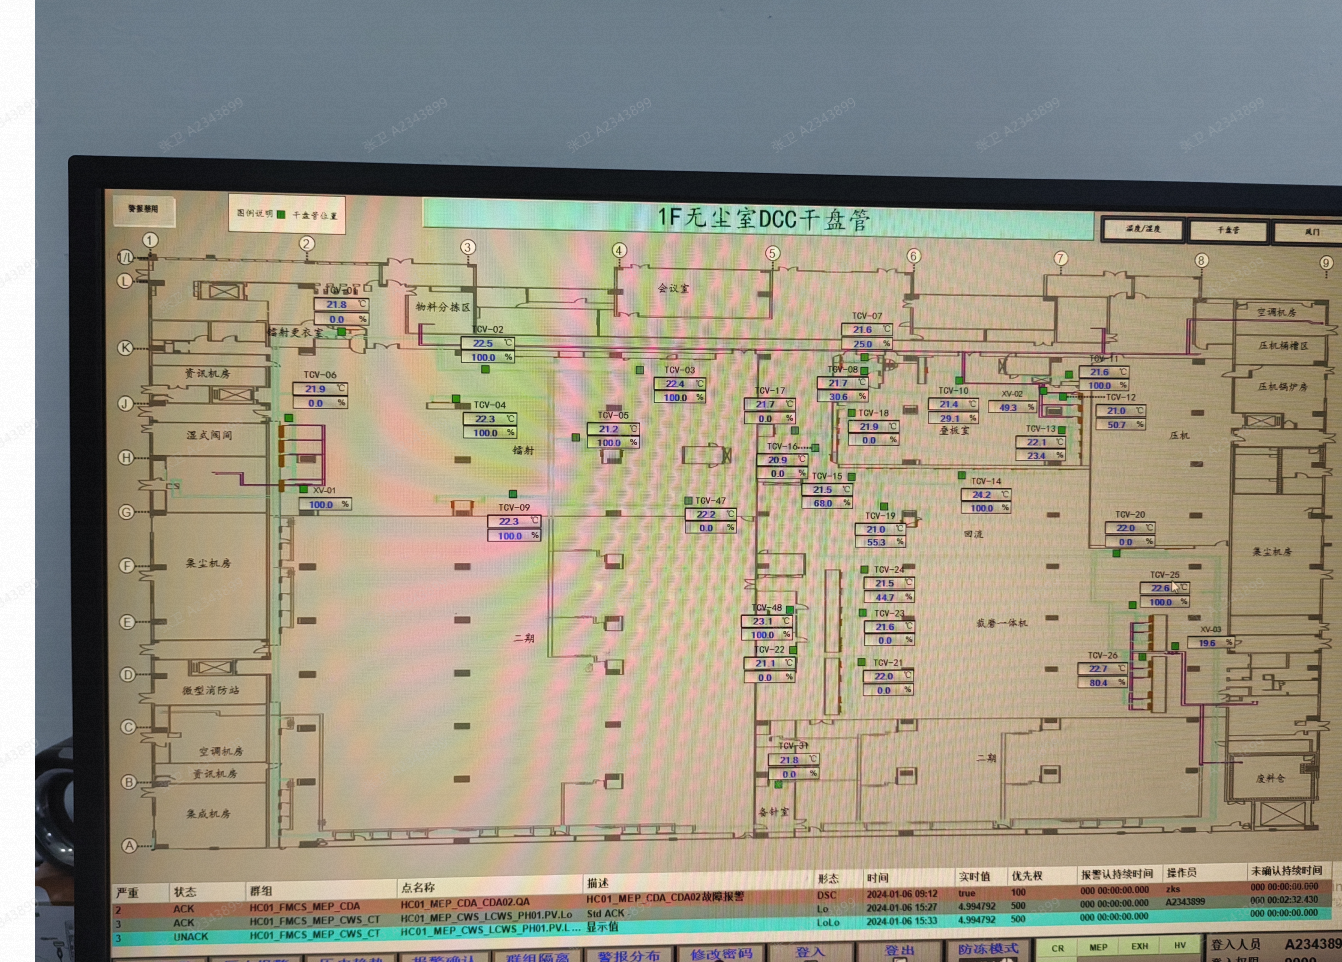 张卫 A2343899
警报禁用
图例说明 干盘管位置
1F无尘室DCC干盘管
温度/湿度
干盘管
风门
1 2 3 4 5 6 7 8 9
1/L
L
K
J
H
G
F
E
D
C
B
A
会议室
物料分拣区
空调机房
21.8 ℃
0.0 %
镭射更衣室
TCV-02
22.5 ℃
100.0 %
TCV-07
21.6 ℃
25.0 %
压机桶槽区
资讯机房
TCV-06
21.9 ℃
0.0 %
TCV-03
22.4 ℃
100.0 %
TCV-08
21.7 ℃
30.6 %
TCV-11
21.6 ℃
100.0 %
压机锅炉房
TCV-04
22.3 ℃
100.0 %
TCV-05
21.2 ℃
100.0 %
TCV-17
21.7 ℃
0.0 %
TCV-18
21.9 ℃
0.0 %
TCV-10
21.4 ℃
29.1 %
叠板室
XV-02
49.3 %
TCV-12
21.0 ℃
50.7 %
TCV-13
22.1 ℃
23.4 %
压机
湿式阀间
镭射
TCV-16
20.9 ℃
0.0 %
TCV-15
21.5 ℃
68.0 %
TCV-14
24.2 ℃
100.0 %
XV-01
100.0 %
TCV-09
22.3 ℃
100.0 %
TCV-47
22.2 ℃
0.0 %
TCV-19
21.0 ℃
55.3 %
回流
TCV-20
22.0 ℃
0.0 %
集尘机房
集尘机房
TCV-24
21.5 ℃
44.7 %
TCV-25
22.6 ℃
100.0 %
TCV-48
23.1 ℃
100.0 %
TCV-23
21.6 ℃
0.0 %
裁磨一体机
XV-03
19.6 %
二期
TCV-22
21.1 ℃
0.0 %
TCV-21
22.0 ℃
0.0 %
TCV-26
22.7 ℃
80.4 %
微型消防站
空调机房
资讯机房
集成机房
TCV-31
21.8 ℃
0.0 %
二期
备针室
废料仓
严重 状态 群组 点名称 描述 形态 时间 实时值 优先权 报警认持续时间 操作员 未确认持续时间
2 ACK HC01_FMCS_MEP_CDA HC01_MEP_CDA_CDA02.QA HC01_MEP_CDA_CDA02故障报警 DSC 2024-01-06 09:12 true 100 000 00:00:00.000 zks 000 00:00:00.000
3 ACK HC01_FMCS_MEP_CWS_CT HC01_MEP_CWS_LCWS_PH01.PV.Lo Std ACK Lo 2024-01-06 15:27 4.994792 500 000 00:00:00.000 A2343899 000 00:02:32.430
3 UNACK HC01_FMCS_MEP_CWS_CT HC01_MEP_CWS_LCWS_PH01.PV.L... 显示值 LoLo 2024-01-06 15:33 4.994792 500 000 00:00:00.000 000 00:00:00.000
报警确认 群组隔离 警报分布 修改密码 登入 登出 防冻模式 CR MEP EXH HV 登入人员 A2343899